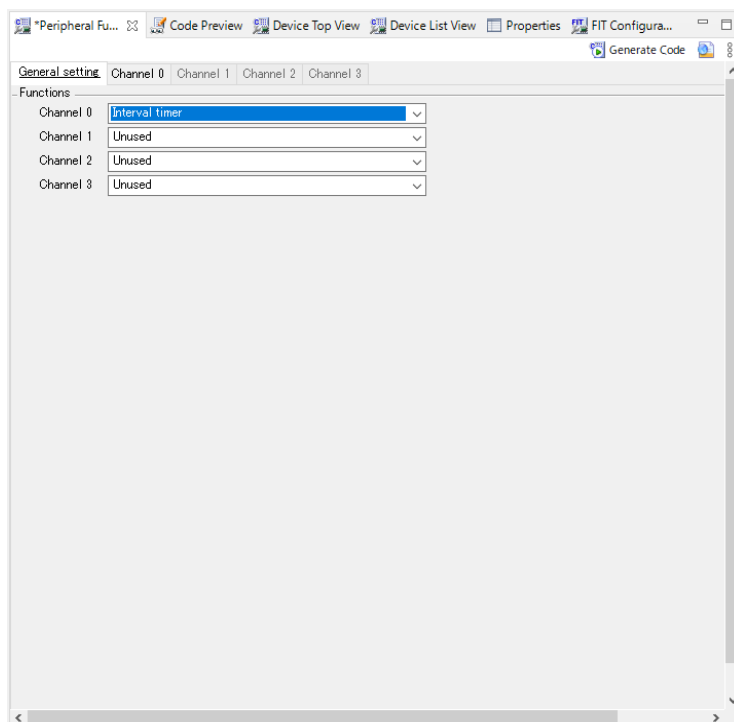 *Peripheral Fu... Code Preview Device Top View Device List View Properties FIT Configura...
Generate Code
General setting Channel 0 Channel 1 Channel 2 Channel 3
Functions
Channel 0 Interval timer
Channel 1 Unused
Channel 2 Unused
Channel 3 Unused